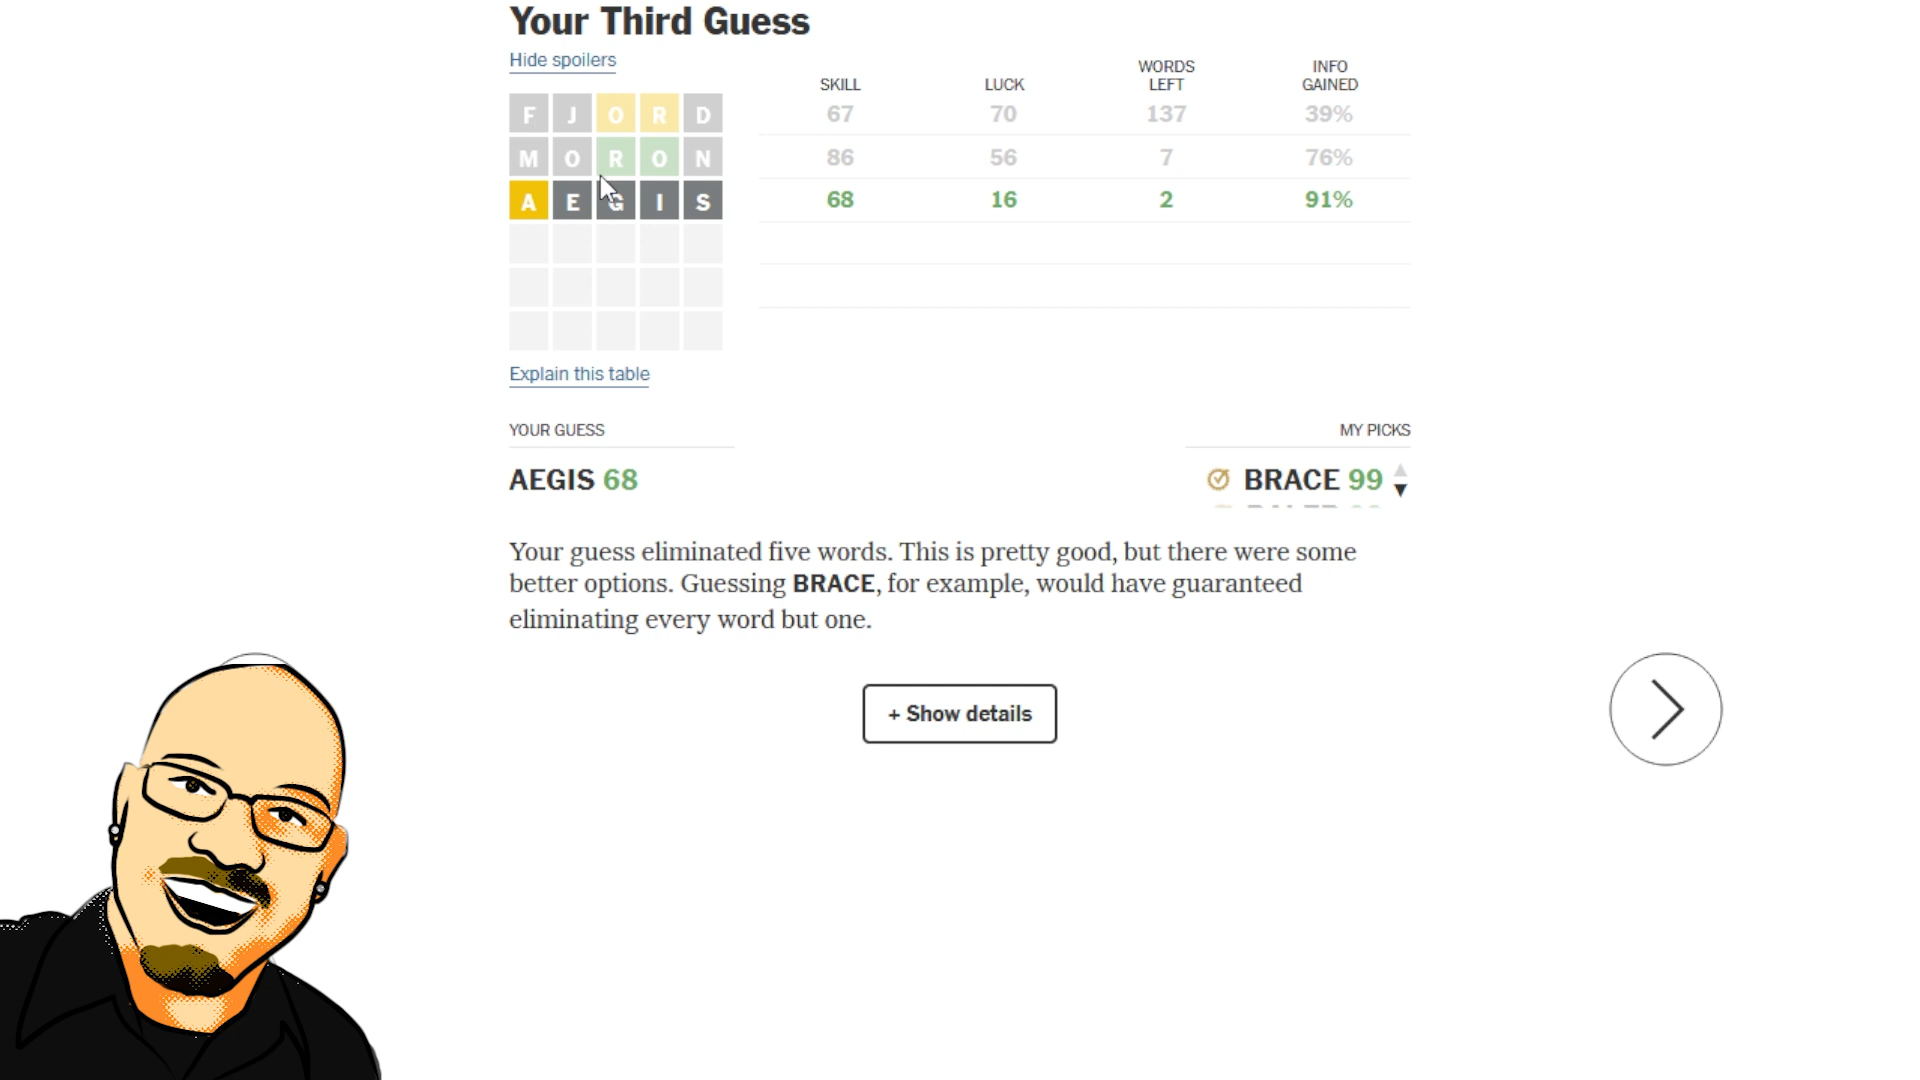 Your Third Guess
Hide spoilers
SKILL LUCK WORDS LEFT INFO GAINED
F J O R D 67 70 137 39%
M O R O N 86 56 7 76%
A E G I S 68 16 2 91%
Explain this table
YOUR GUESS MY PICKS
AEGIS 68 BRACE 99
Your guess eliminated five words. This is pretty good, but there were some
better options. Guessing BRACE, for example, would have guaranteed
eliminating every word but one.
+ Show details